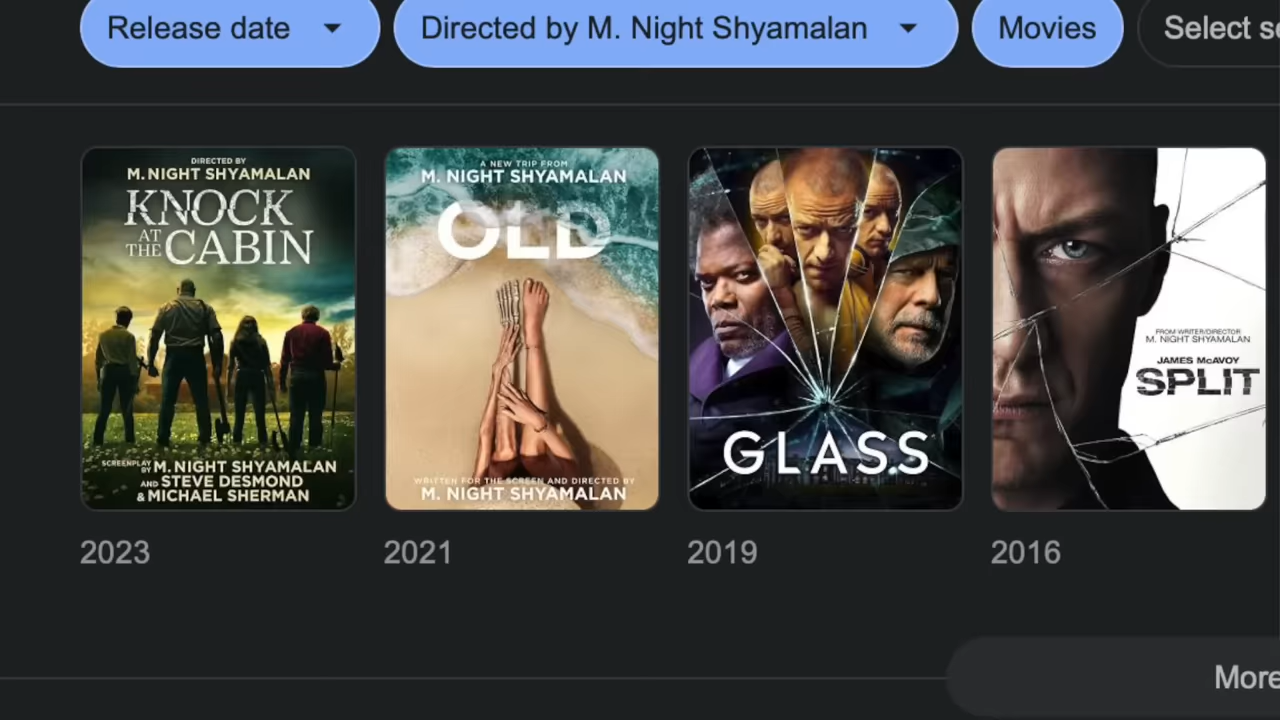 Release date
Directed by M. Night Shyamalan
Movies
Select s
DIRECTED BY
M. NIGHT SHYAMALAN
KNOCK
AT
THE CABIN
SCREENPLAY BY M. NIGHT SHYAMALAN
AND STEVE DESMOND
& MICHAEL SHERMAN
2023
A NEW TRIP FROM
M. NIGHT SHYAMALAN
OLD
WRITTEN FOR THE SCREEN AND DIRECTED BY
M. NIGHT SHYAMALAN
2021
GLASS
2019
FROM WRITER/DIRECTOR
M. NIGHT SHYAMALAN
JAMES McAVOY
SPLIT
2016
More